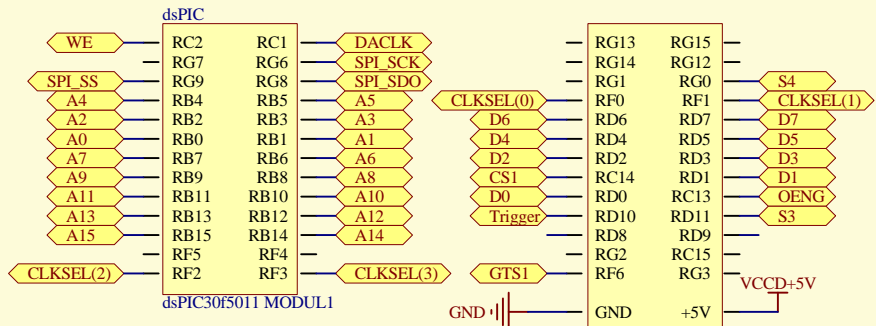 dsPIC
WE RC2 RC1 DACLK RG13 RG15
RG7 RG6 SPI_SCK RG14 RG12
SPI_SS RG9 RG8 SPI_SDO RG1 RG0 S4
A4 RB4 RB5 A5 CLKSEL(0) RF0 RF1 CLKSEL(1)
A2 RB2 RB3 A3 D6 RD6 RD7 D7
A0 RB0 RB1 A1 D4 RD4 RD5 D5
A7 RB7 RB6 A6 D2 RD2 RD3 D3
A9 RB9 RB8 A8 CS1 RC14 RD1 D1
A11 RB11 RB10 A10 D0 RD0 RC13 OENG
A13 RB13 RB12 A12 Trigger RD10 RD11 S3
A15 RB15 RB14 A14 RD8 RD9
RF5 RF4 RG2 RC15
CLKSEL(2) RF2 RF3 CLKSEL(3) GTS1 RF6 RG3
VCCD+5V
dsPIC30f5011 MODUL1
GND GND +5V